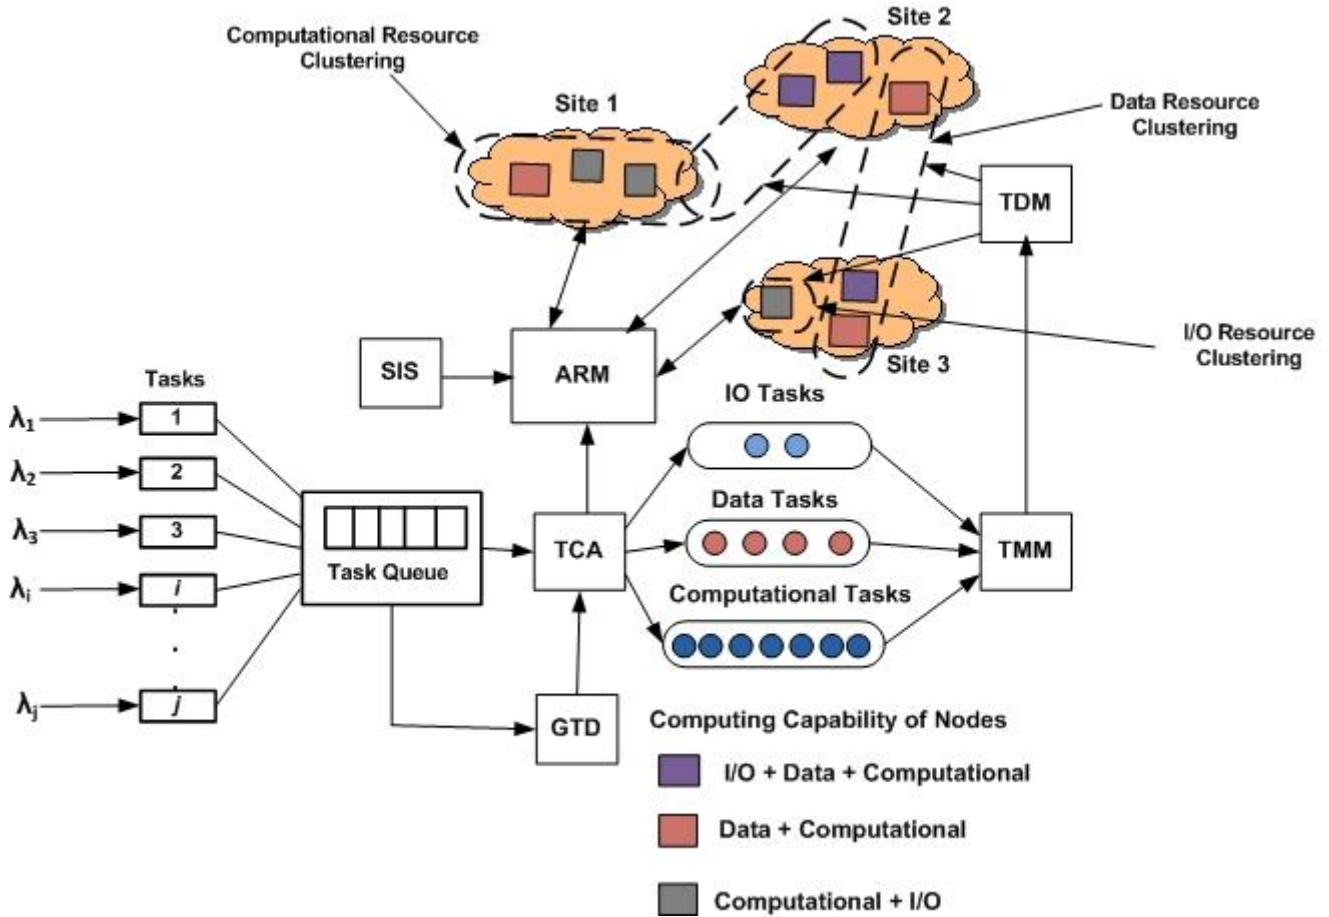 Site 2
Computational Resource
Clustering
Site 1
Data Resource
Clustering
TDM
I/O Resource
Clustering
Site 3
SIS
ARM
Tasks
IO Tasks
λ1
1
λ2
2
Data Tasks
λ3
3
TCA
TMM
Task Queue
λi
i
Computational Tasks
.
.
.
λj
j
GTD
Computing Capability of Nodes
I/O + Data + Computational
Data + Computational
Computational + I/O